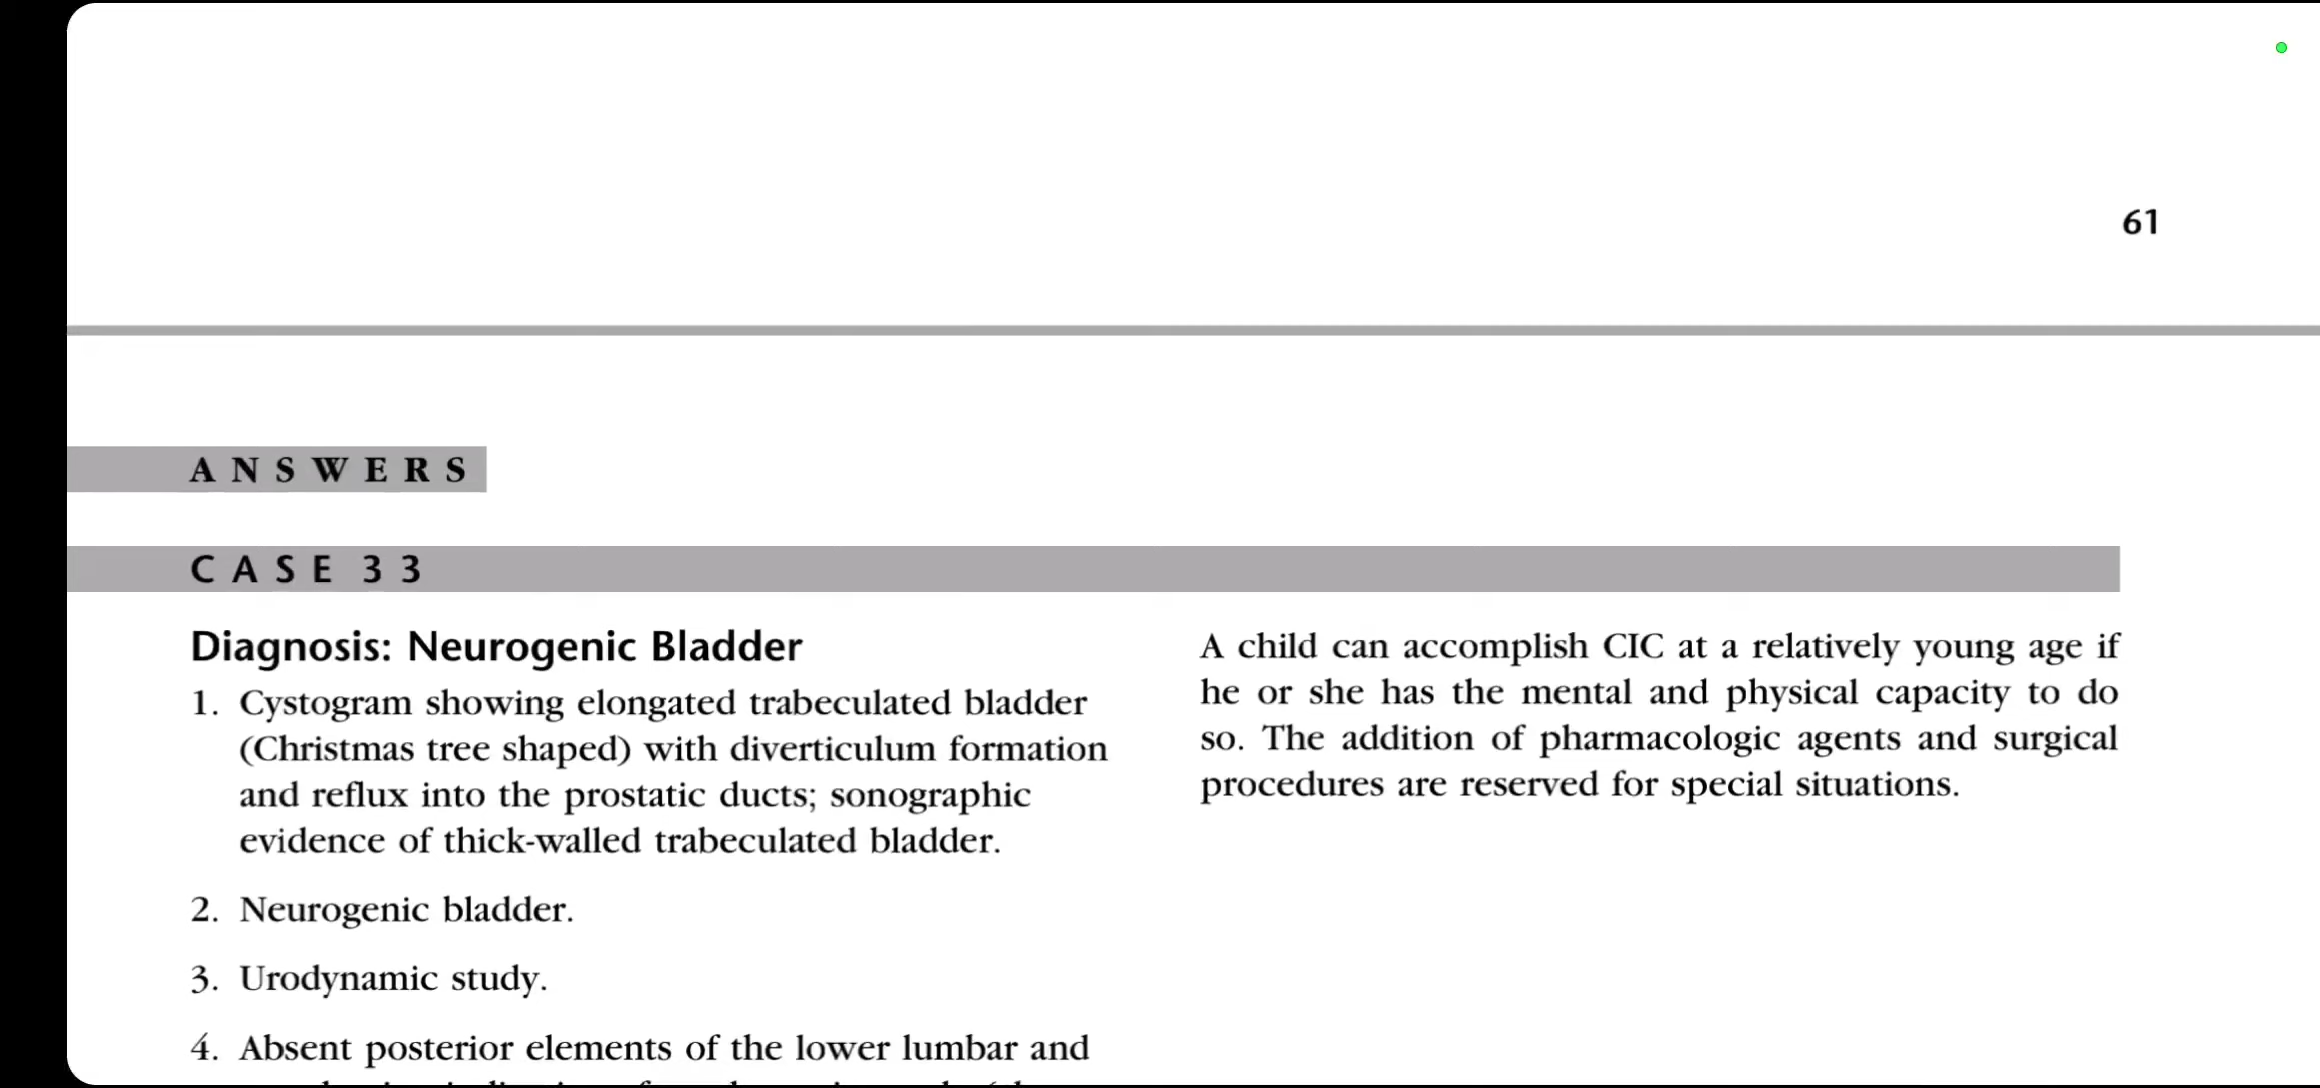 61
ANSWERS
CASE 33
Diagnosis: Neurogenic Bladder
1. Cystogram showing elongated trabeculated bladder
(Christmas tree shaped) with diverticulum formation
and reflux into the prostatic ducts; sonographic
evidence of thick-walled trabeculated bladder.
2. Neurogenic bladder.
3. Urodynamic study.
4. Absent posterior elements of the lower lumbar and
A child can accomplish CIC at a relatively young age if
he or she has the mental and physical capacity to do
so. The addition of pharmacologic agents and surgical
procedures are reserved for special situations.